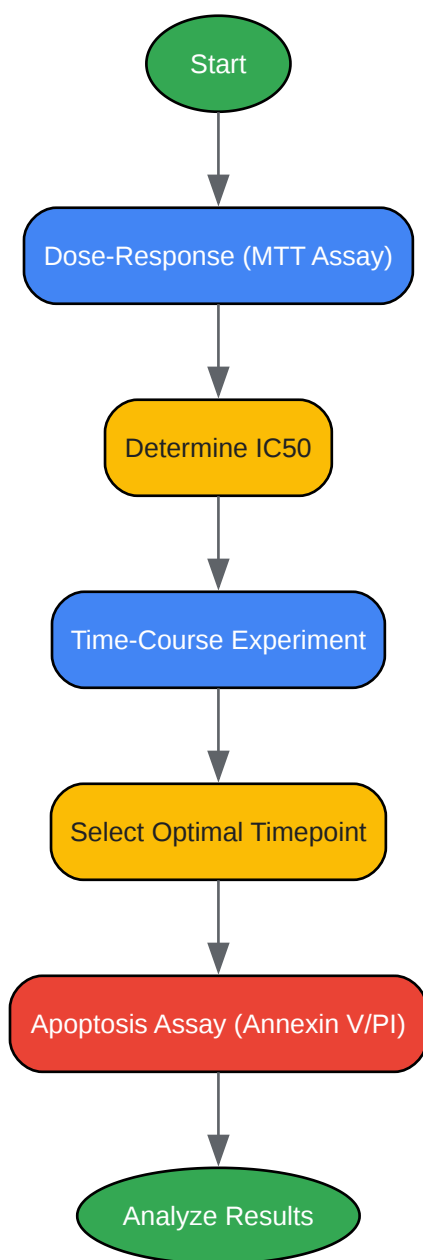 Start
Dose-Response (MTT Assay)
Determine IC50
Time-Course Experiment
Select Optimal Timepoint
Apoptosis Assay (Annexin V/PI)
Analyze Results